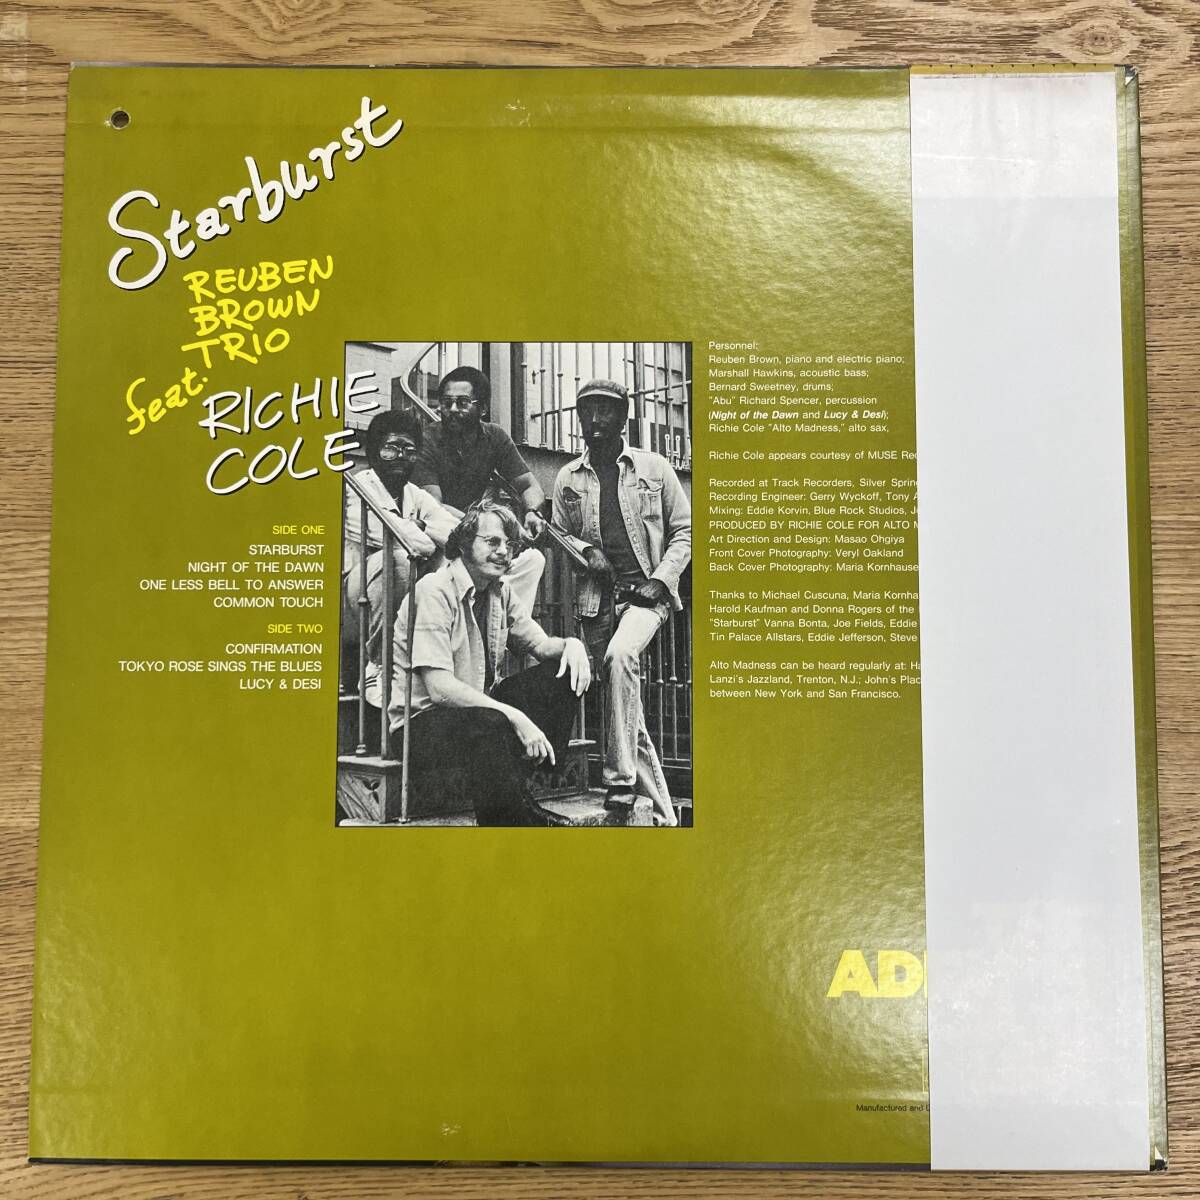 Starburst
REUBEN
BROWN
TRIO
feat.
RICHIE
COLE
SIDE ONE
STARBURST
NIGHT OF THE DAWN
ONE LESS BELL TO ANSWER
COMMON TOUCH
SIDE TWO
CONFIRMATION
TOKYO ROSE SINGS THE BLUES
LUCY & DESI
Personnel:
Reuben Brown, piano and electric piano;
Marshall Hawkins, acoustic bass;
Bernard Sweetney, drums;
"Abu" Richard Spencer, percussion
(Night of the Dawn and Lucy & Desi);
Richie Cole "Alto Madness," alto sax,
Richie Cole appears courtesy of MUSE
Recorded at Track Recorders, Silver
Recording Engineer: Gerry Wyckoff, Tony
Mixing: Eddie Korvin, Blue Rock Studios,
PRODUCED BY RICHIE COLE FOR ALTO
Art Direction and Design: Masao Ohgiya
Front Cover Photography: Veryl Oakland
Back Cover Photography: Maria
Thanks to Michael Cuscuna, Maria
Harold Kaufman and Donna Rogers of the
"Starburst" Vanna Bonta, Joe Fields, Eddie
Tin Palace Allstars, Eddie Jefferson, Steve
Alto Madness can be heard regularly at:
Lanzi's Jazzland, Trenton, N.J.; John's
between New York and San Francisco.
AD
Manufactured and